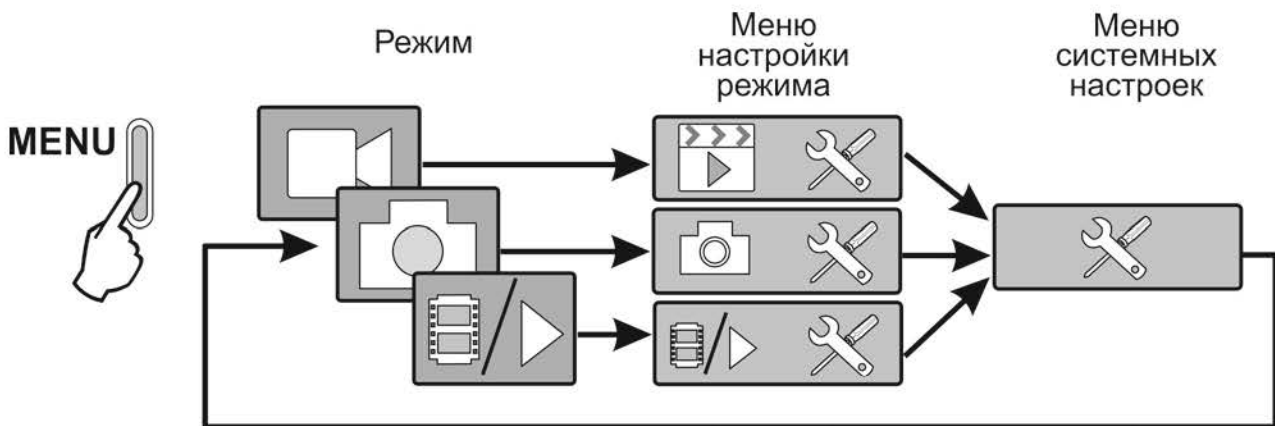 Режим
Меню
настройки
режима
Меню
системных
настроек
MENU